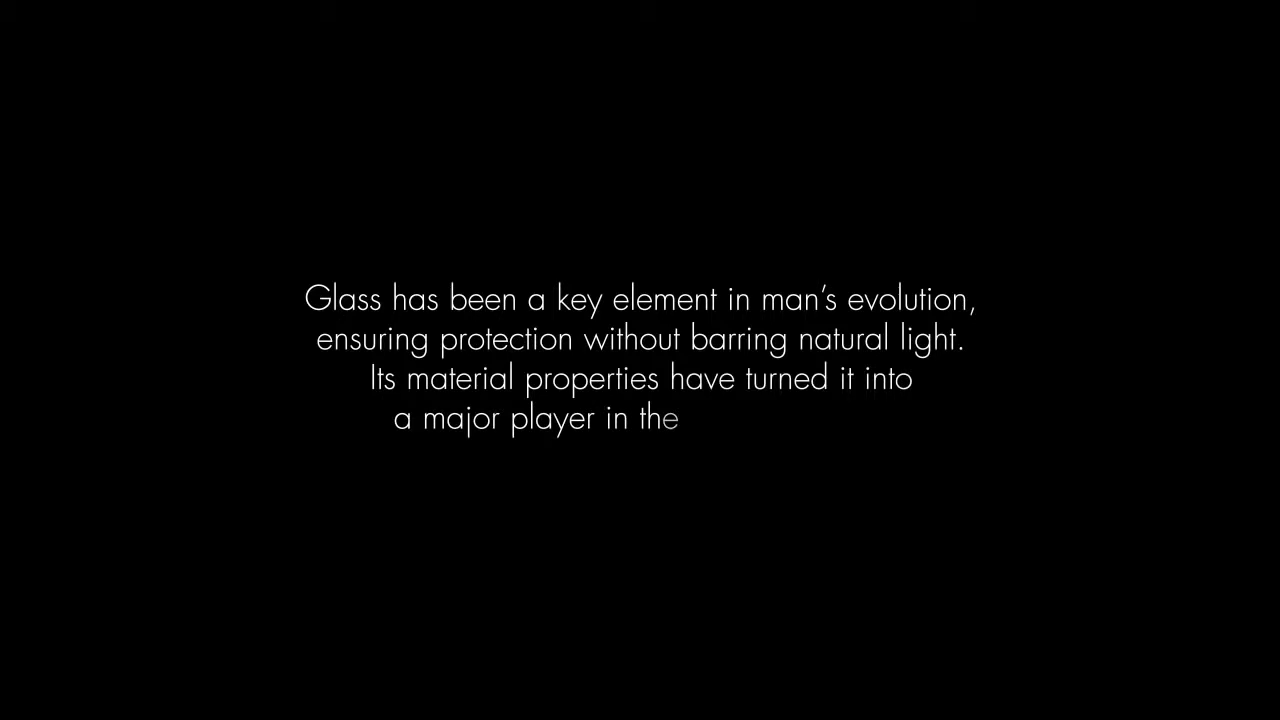 Glass has been a key element in man’s evolution,
ensuring protection without barring natural light.
Its material properties have turned it into
a major player in the